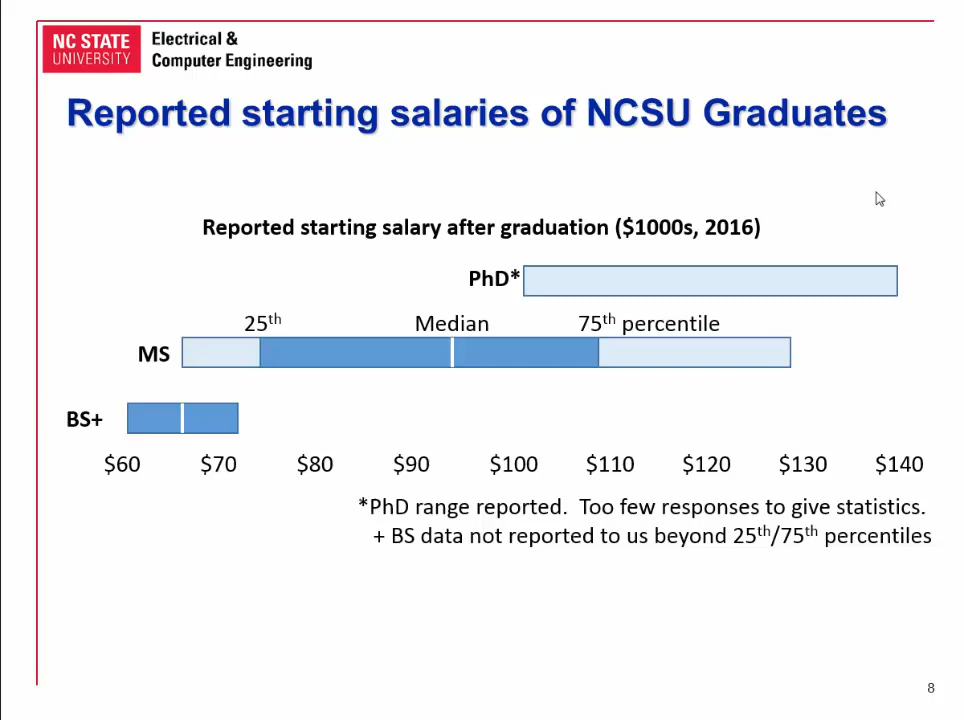 NC STATE
UNIVERSITY
Electrical &
Computer Engineering
Reported starting salaries of NCSU Graduates
Reported starting salary after graduation ($1000s, 2016)
PhD*
25th Median 75th percentile
MS
BS+
$60 $70 $80 $90 $100 $110 $120 $130 $140
*PhD range reported. Too few responses to give statistics.
+ BS data not reported to us beyond 25th/75th percentiles
8